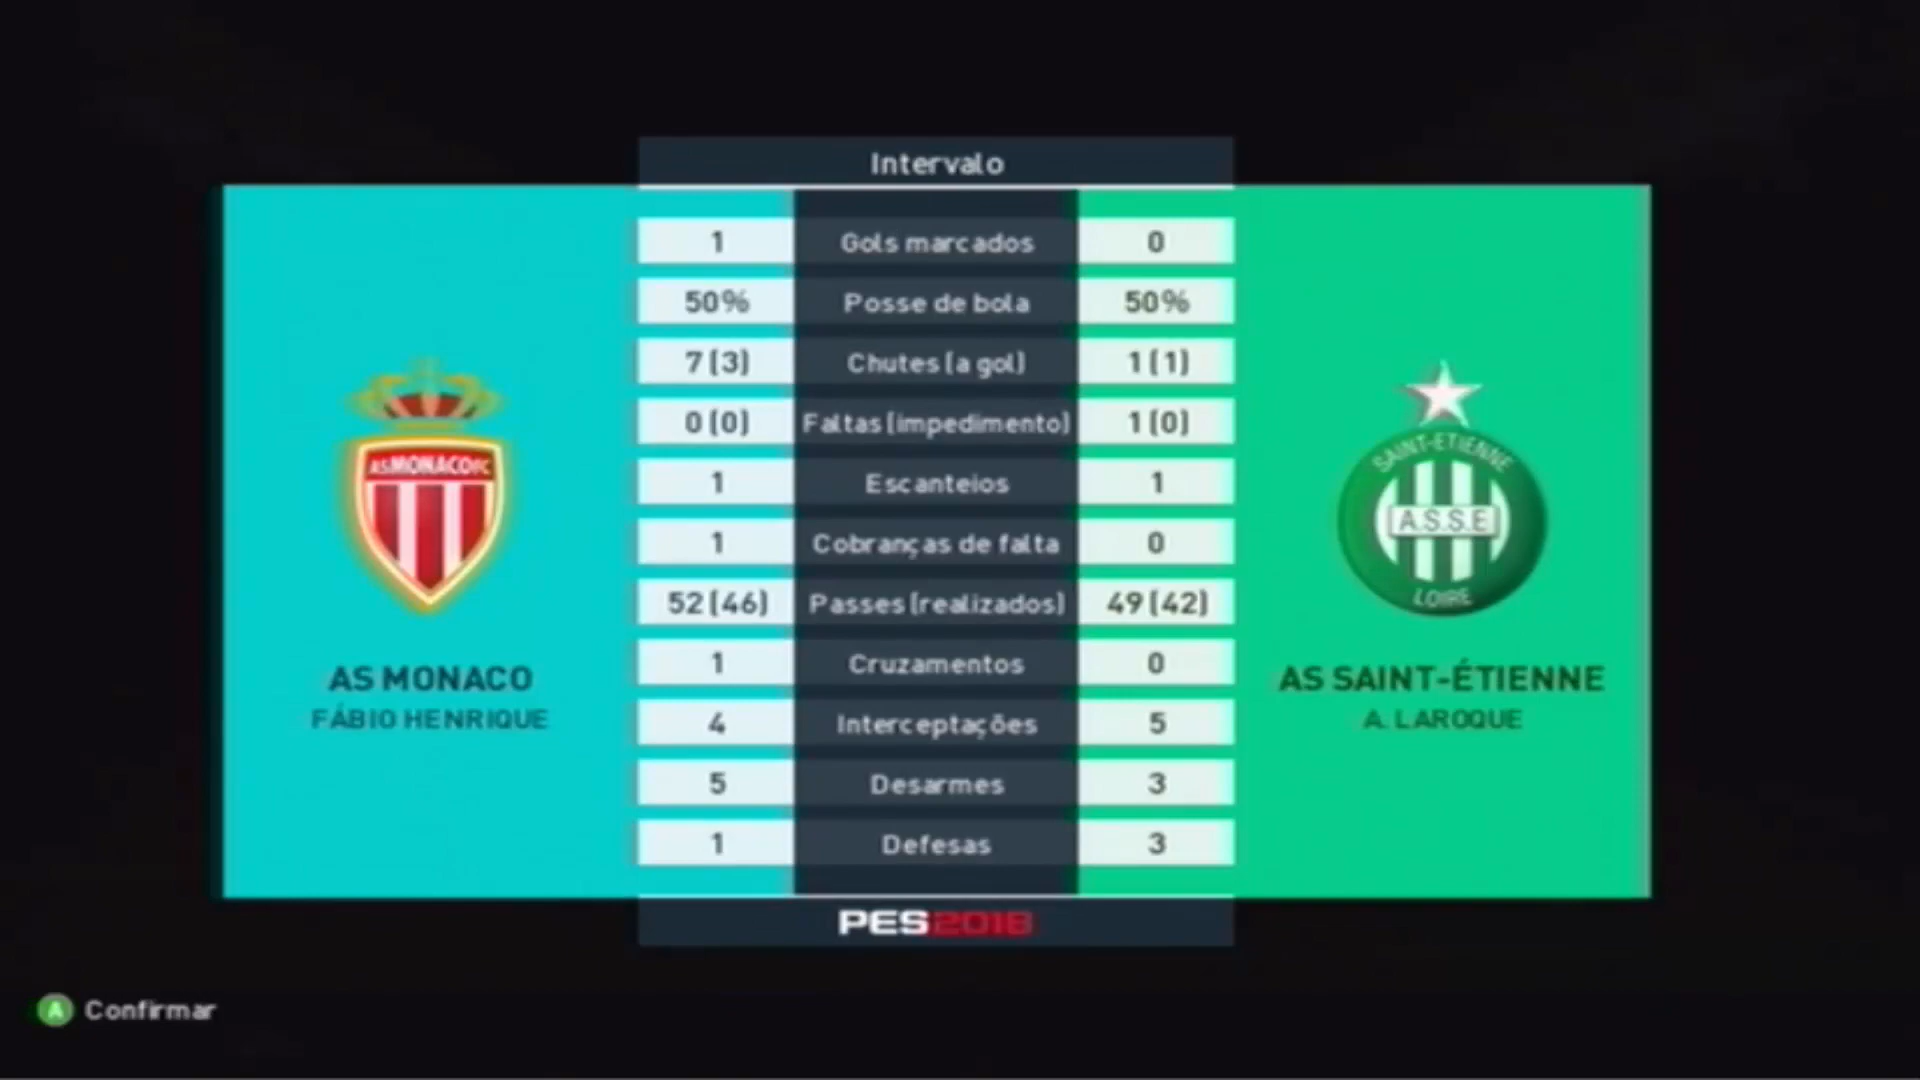 Intervalo
1 Gols marcados 0
50% Posse de bola 50%
7 (3) Chutes (a gol) 1 (1)
0 (0) Faltas (impedimento) 1 (0)
1 Escanteios 1
1 Cobranças de falta 0
52 (46) Passes (realizados) 49 (42)
1 Cruzamentos 0
4 Interceptações 5
5 Desarmes 3
1 Defesas 3
AS MONACO FC
AS MONACO
FÁBIO HENRIQUE
SAINT-ETIENNE
A.S.S.E
LOIRE
AS SAINT-ÉTIENNE
A. LAROQUE
PES2018
A Confirmar